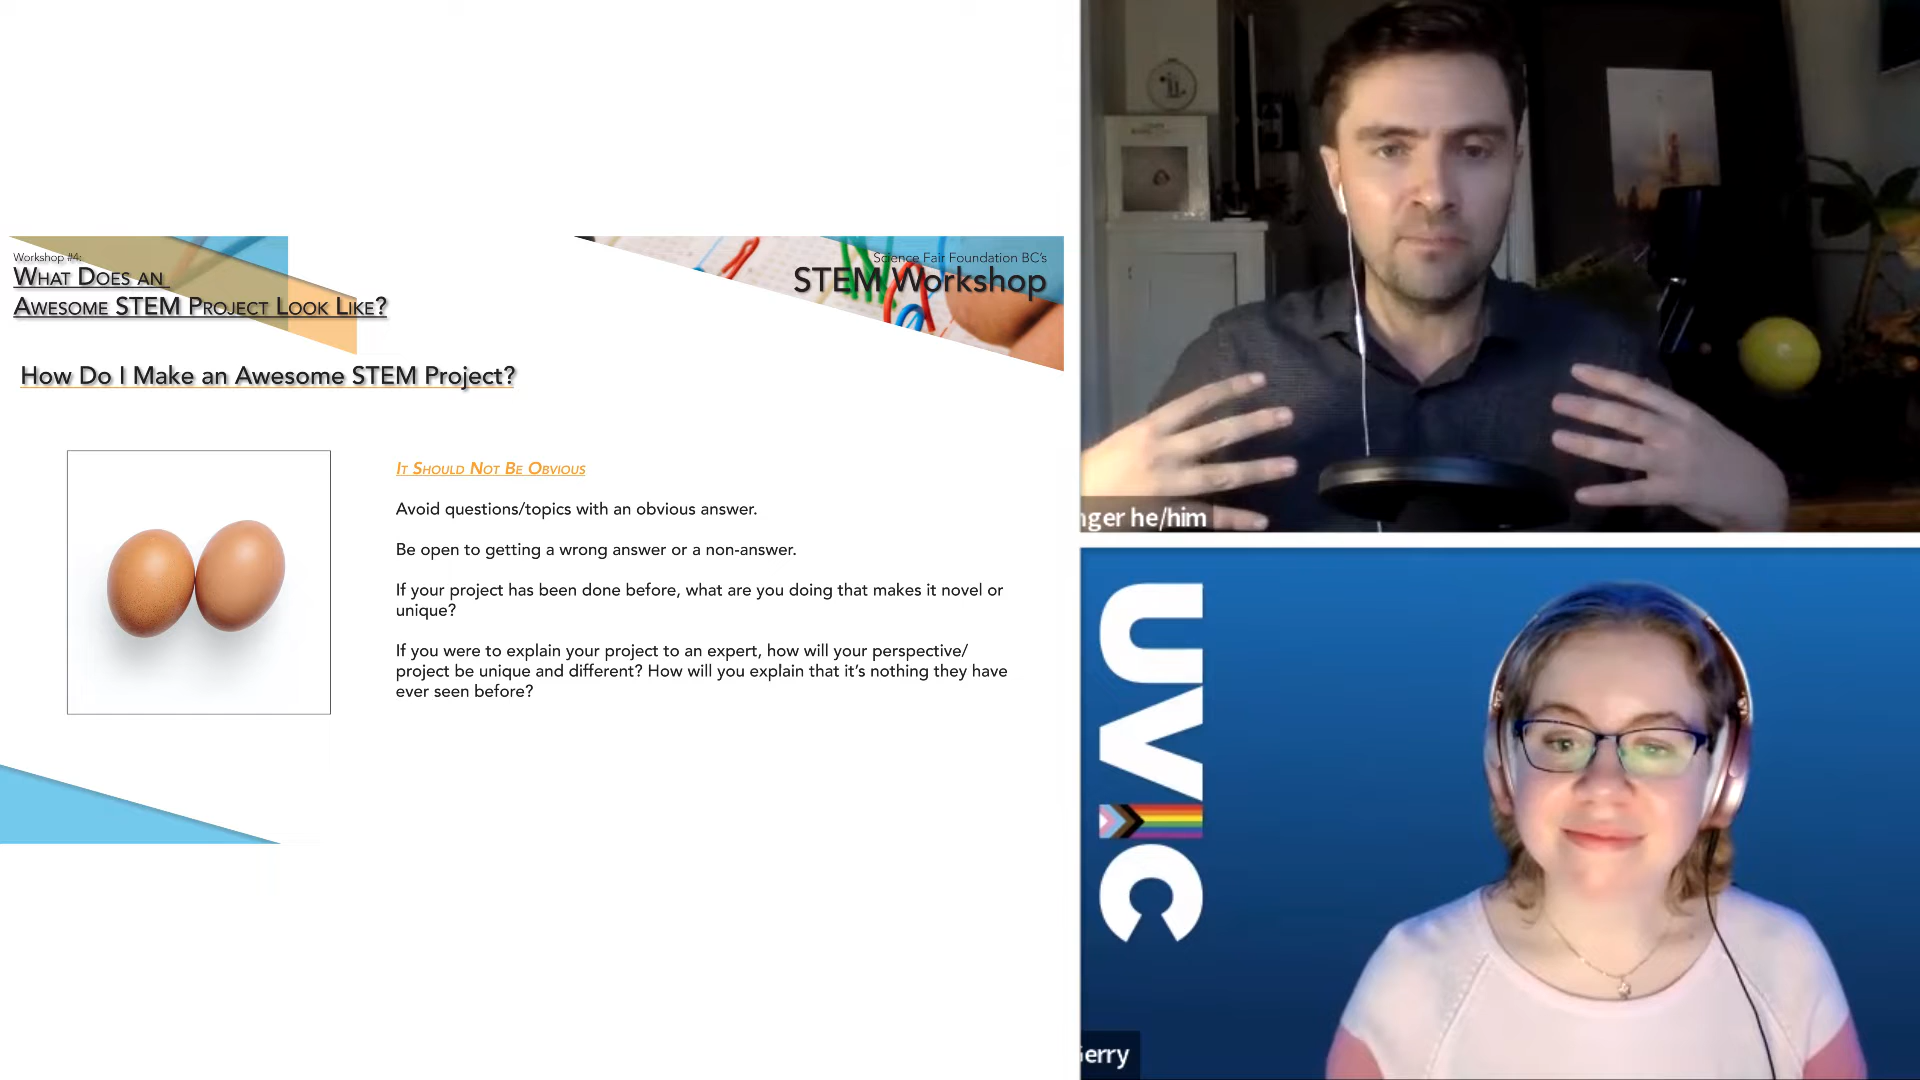 Workshop #4:
WHAT DOES AN
AWESOME STEM PROJECT LOOK LIKE?
Science Fair Foundation BC's
STEM Workshop
How Do I Make an Awesome STEM Project?
IT SHOULD NOT BE OBVIOUS
Avoid questions/topics with an obvious answer.
Be open to getting a wrong answer or a non-answer.
If your project has been done before, what are you doing that makes it novel or
unique?
If you were to explain your project to an expert, how will your perspective/
project be unique and different? How will you explain that it's nothing they have
ever seen before?
he/him
UVIC